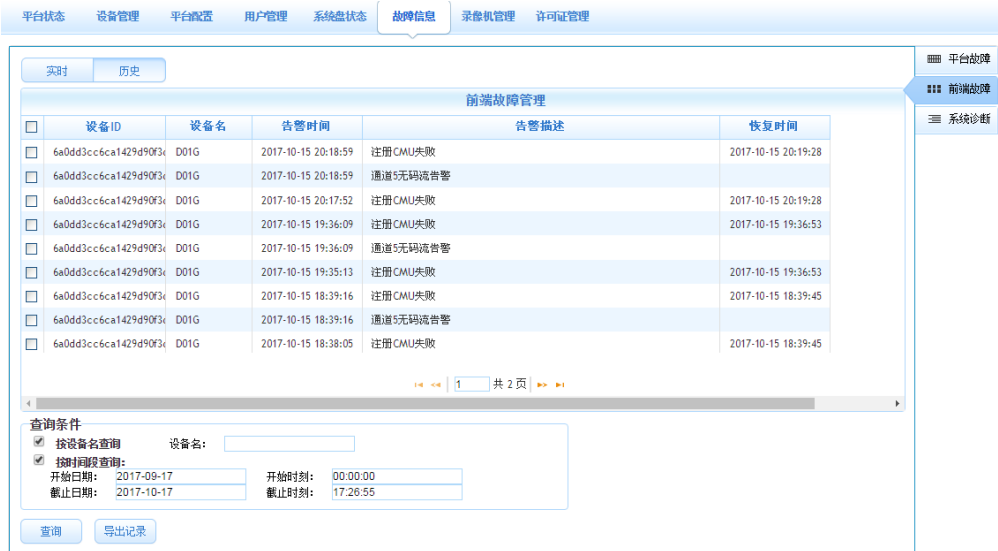 平台状态 设备管理 平台配置 用户管理 系统盘状态 故障信息 录像机管理 许可证管理
平台故障
前端故障
系统诊断
实时 历史
前端故障管理
设备ID 设备名 告警时间 告警描述 恢复时间
6a0dd3cc6ca1429d90f3 D01G 2017-10-15 20:18:59 注册CMU失败 2017-10-15 20:19:28
6a0dd3cc6ca1429d90f3 D01G 2017-10-15 20:18:59 通道5无码流告警
6a0dd3cc6ca1429d90f3 D01G 2017-10-15 20:17:52 注册CMU失败 2017-10-15 20:19:28
6a0dd3cc6ca1429d90f3 D01G 2017-10-15 19:36:09 注册CMU失败 2017-10-15 19:36:53
6a0dd3cc6ca1429d90f3 D01G 2017-10-15 19:36:09 通道5无码流告警
6a0dd3cc6ca1429d90f3 D01G 2017-10-15 19:35:13 注册CMU失败 2017-10-15 19:36:53
6a0dd3cc6ca1429d90f3 D01G 2017-10-15 18:39:16 注册CMU失败 2017-10-15 18:39:45
6a0dd3cc6ca1429d90f3 D01G 2017-10-15 18:39:16 通道5无码流告警
6a0dd3cc6ca1429d90f3 D01G 2017-10-15 18:38:05 注册CMU失败 2017-10-15 18:39:45
1 共 2 页
查询条件
按设备名查询 设备名:
按时间段查询:
开始日期: 2017-09-17 开始时刻: 00:00:00
截止日期: 2017-10-17 截止时刻: 17:26:55
查询 导出记录